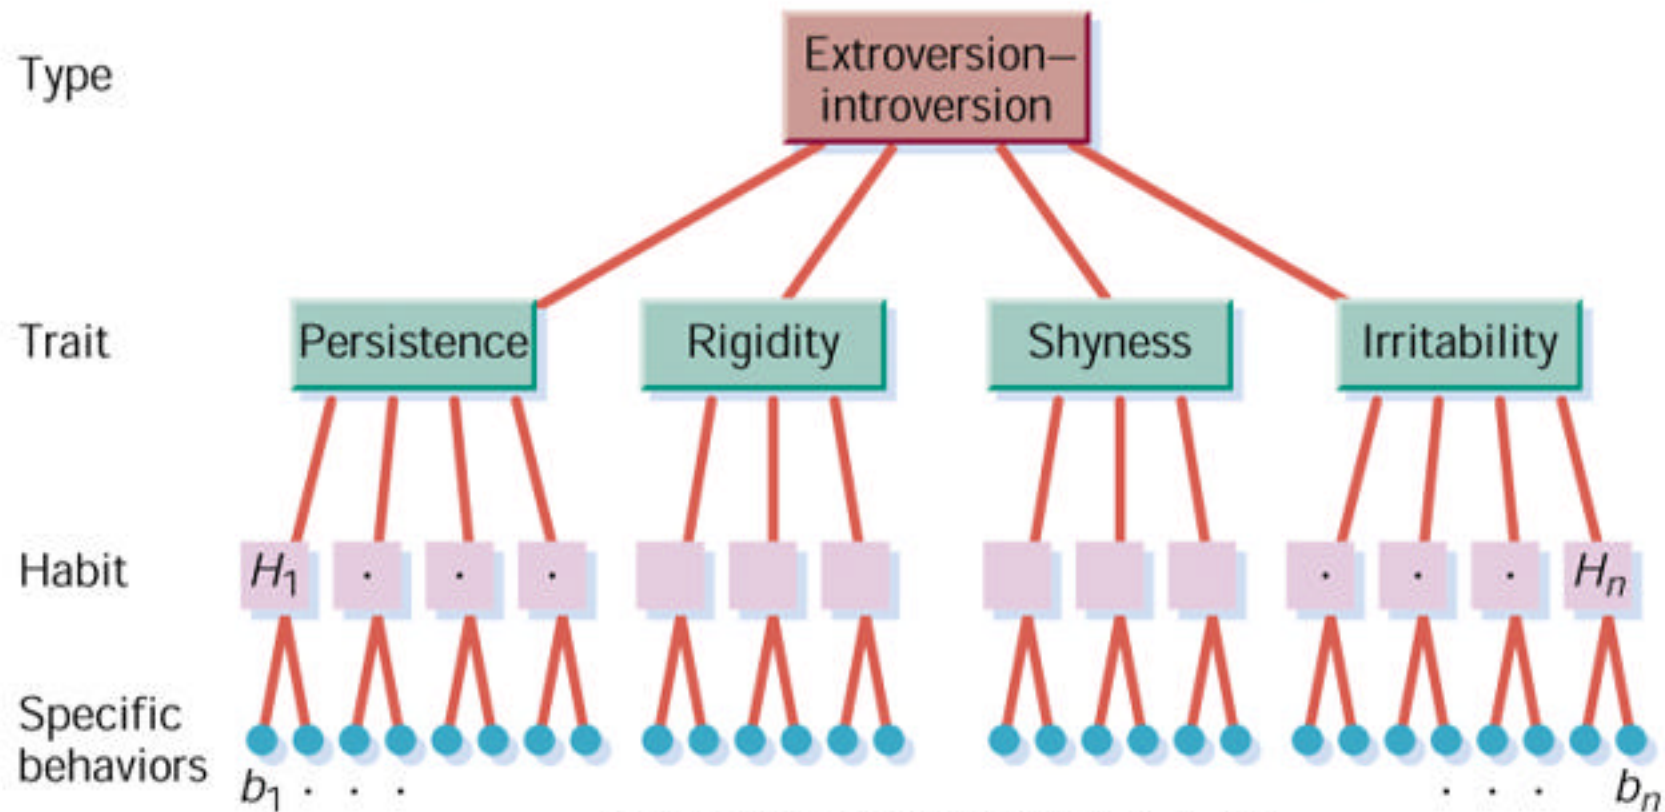 Type
Extroversion—
introversion
Trait
Persistence
Rigidity
Shyness
Irritability
Habit
H₁ · · ·
· · · Hₙ
Specific
behaviors
b₁ · · ·
· · · bₙ